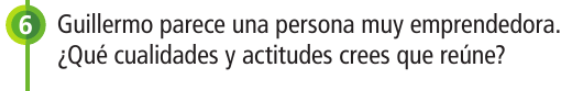 6 Guillermo parece una persona muy emprendedora.
¿Qué cualidades y actitudes crees que reúne?